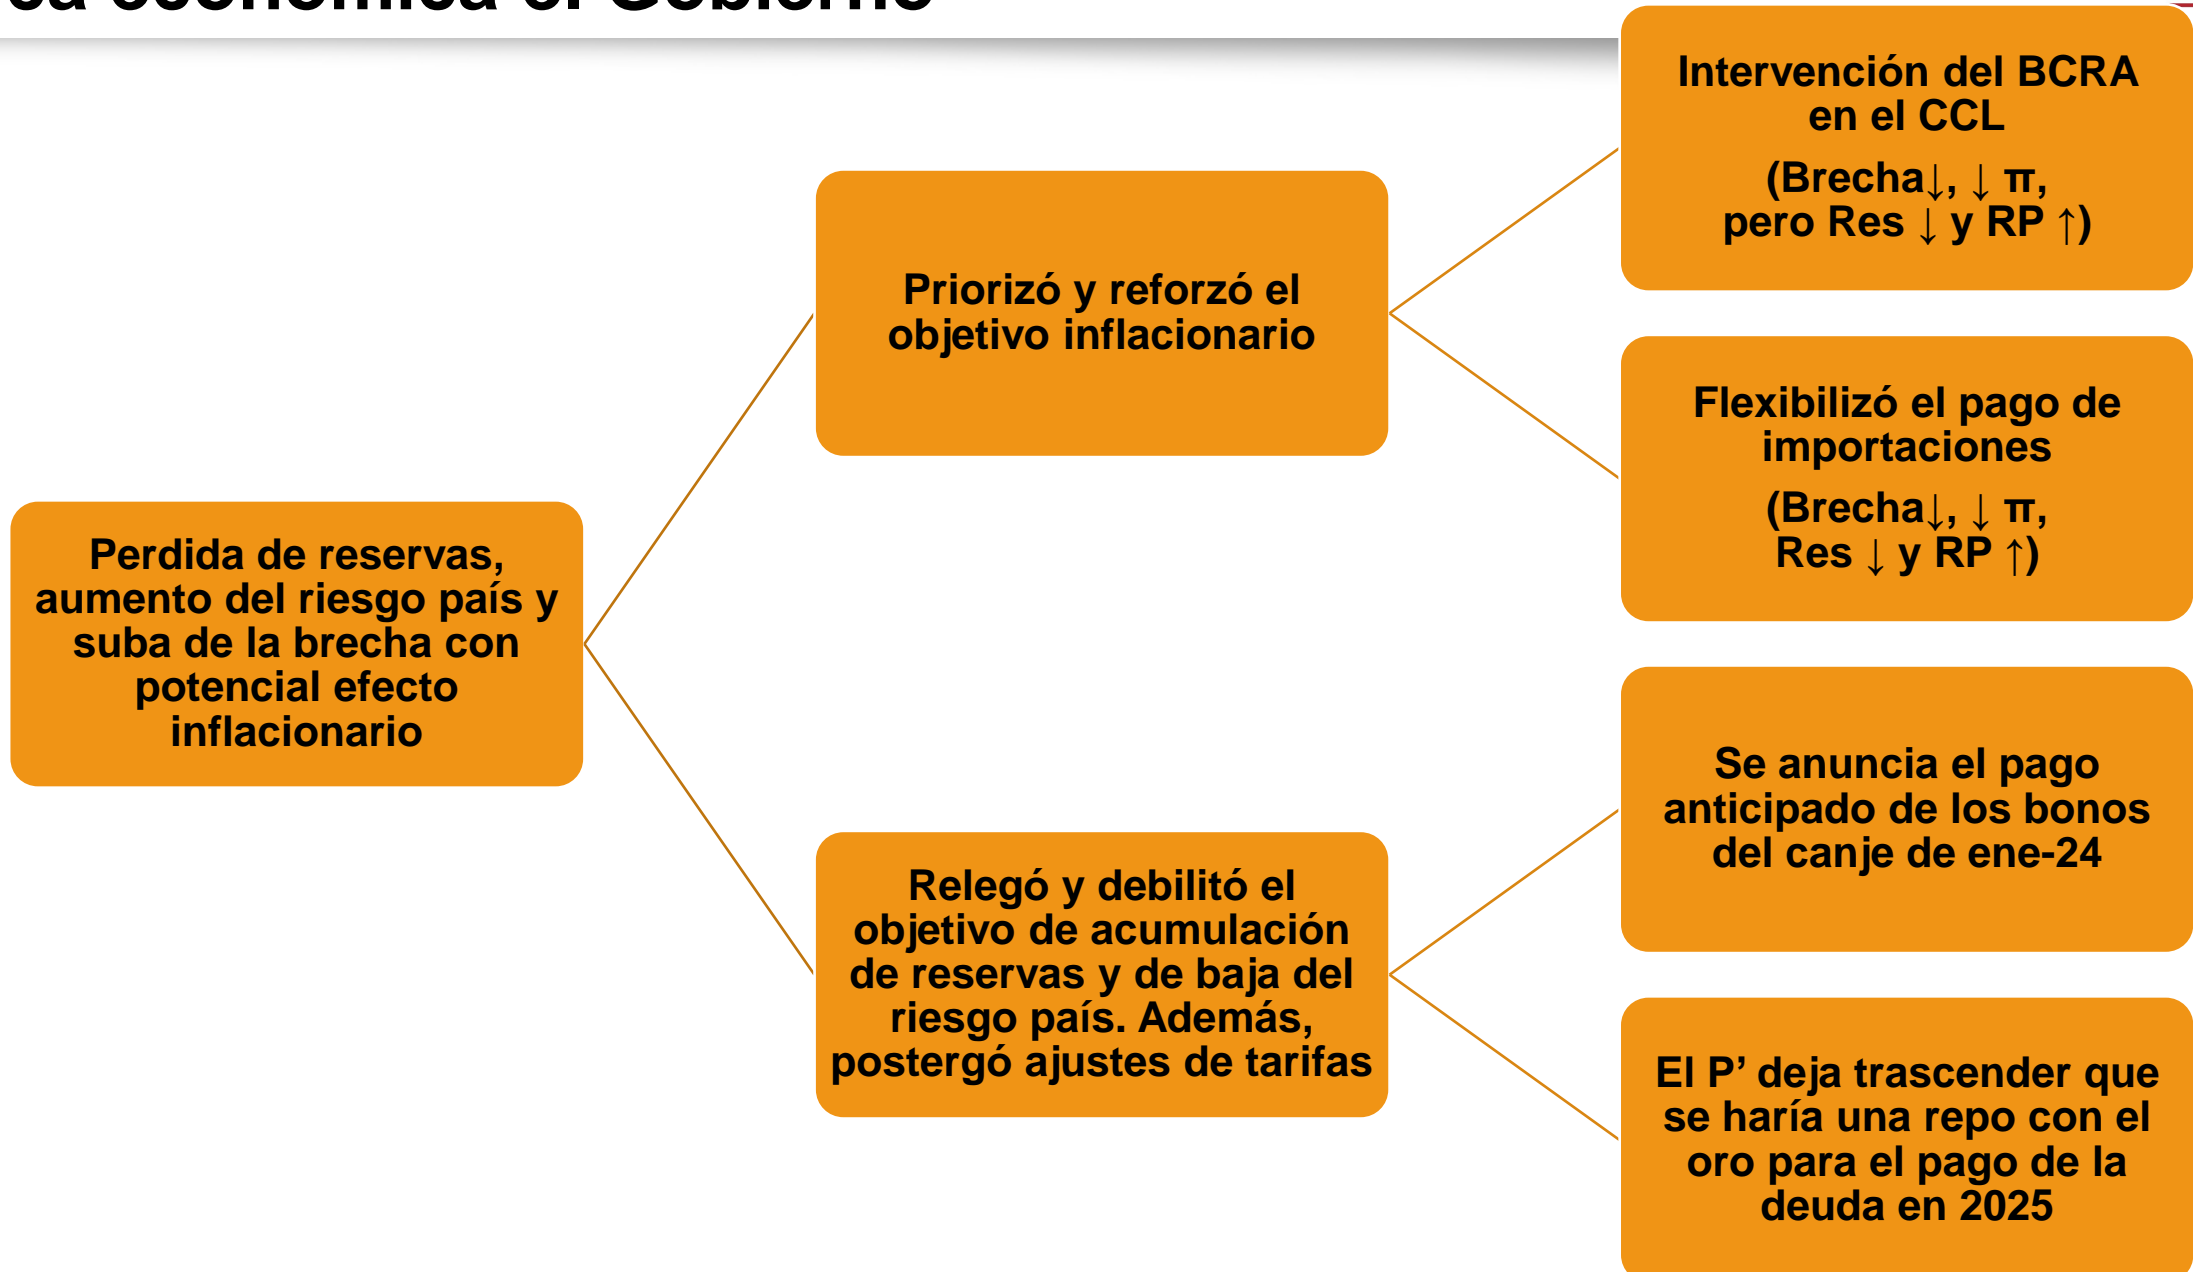 económica el Gobierno
Intervención del BCRA
en el CCL
(Brecha↓, ↓ π,
pero Res ↓ y RP ↑)
Priorizó y reforzó el
objetivo inflacionario
Flexibilizó el pago de
importaciones
(Brecha↓, ↓ π,
Res ↓ y RP ↑)
Perdida de reservas,
aumento del riesgo país y
suba de la brecha con
potencial efecto
inflacionario
Se anuncia el pago
anticipado de los bonos
del canje de ene-24
Relegó y debilitó el
objetivo de acumulación
de reservas y de baja del
riesgo país. Además,
postergó ajustes de tarifas
El P’ deja trascender que
se haría una repo con el
oro para el pago de la
deuda en 2025